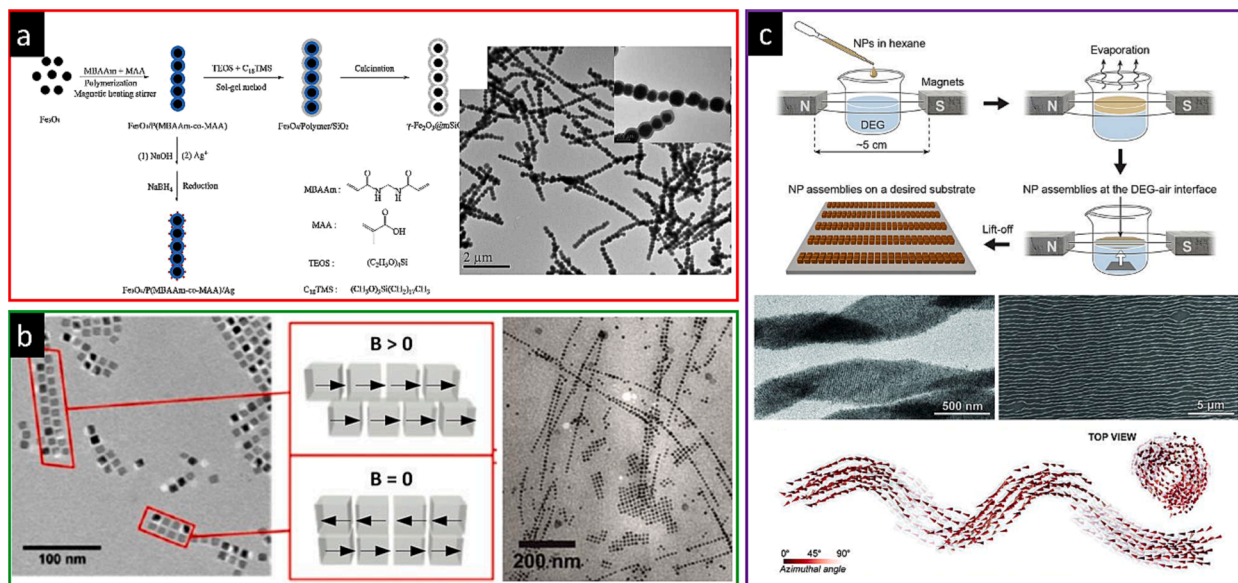 a
MBAAm + MAA
Polymerization
Magnetic heating stirrer
Fe₃O₄
Fe₃O₄/P(MBAAm-co-MAA)
TEOS + C₁₈TMS
Sol-gel method
Fe₃O₄/Polymer/SiO₂
Calcination
γ-Fe₂O₃@mSiO
(1) NaOH
(2) Ag⁺
NaBH₄
Reduction
Fe₃O₄/P(MBAAm-co-MAA)/Ag
MBAAm :
O
O
N
H
N
H
MAA :
O
OH
TEOS :
(C₂H₅O)₄Si
C₁₈TMS :
(CH₃O)₃Si(CH₂)₁₇CH₃
2 μm
b
100 nm
B > 0
B = 0
200 nm
c
NPs in hexane
Magnets
N
S
DEG
~5 cm
Evaporation
N
S
NP assemblies on a desired substrate
NP assemblies at the DEG-air interface
Lift-off
N
S
500 nm
5 μm
TOP VIEW
0° 45° 90°
Azimuthal angle